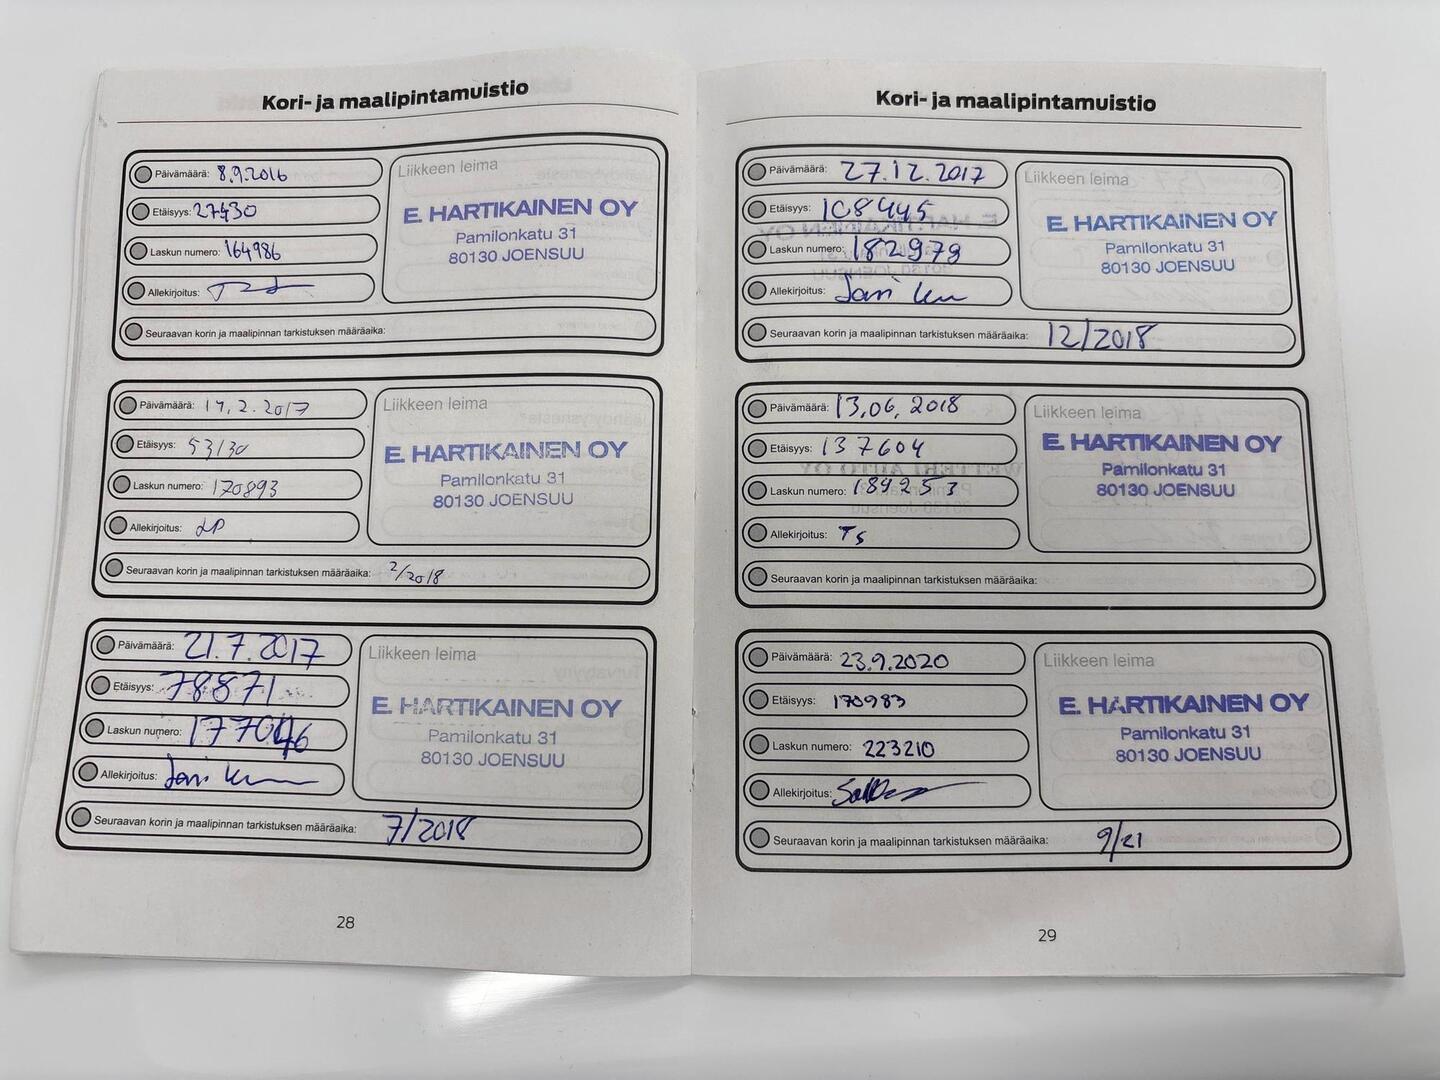 Kori- ja maalipintamuistio
Päivämäärä: 8.9.2016
Etäisyys: 27430
Laskun numero: 164986
Allekirjoitus:
Seuraavan korin ja maalipinnan tarkistuksen määräaika:
Liikkeen leima
E. HARTIKAINEN OY
Pamilonkatu 31
80130 JOENSUU
Päivämäärä: 14.2.2017
Etäisyys: 53130
Laskun numero: 170893
Allekirjoitus:
Seuraavan korin ja maalipinnan tarkistuksen määräaika: 2/2018
Liikkeen leima
E. HARTIKAINEN OY
Pamilonkatu 31
80130 JOENSUU
Päivämäärä: 21.7.2017
Etäisyys: 78871
Laskun numero:
Allekirjoitus:
Seuraavan korin ja maalipinnan tarkistuksen määräaika: 7/2018
Liikkeen leima
E. HARTIKAINEN OY
Pamilonkatu 31
80130 JOENSUU
28
Kori- ja maalipintamuistio
Päivämäärä: 27.12.2017
Etäisyys: 108445
Laskun numero: 182979
Allekirjoitus:
Seuraavan korin ja maalipinnan tarkistuksen määräaika: 12/2018
Liikkeen leima
E. HARTIKAINEN OY
Pamilonkatu 31
80130 JOENSUU
Päivämäärä: 13,06,2018
Etäisyys: 137604
Laskun numero: 189253
Allekirjoitus: TS
Seuraavan korin ja maalipinnan tarkistuksen määräaika:
Liikkeen leima
E. HARTIKAINEN OY
Pamilonkatu 31
80130 JOENSUU
Päivämäärä: 23.9.2020
Etäisyys: 170983
Laskun numero: 223210
Allekirjoitus:
Seuraavan korin ja maalipinnan tarkistuksen määräaika: 9/21
Liikkeen leima
E. HARTIKAINEN OY
Pamilonkatu 31
80130 JOENSUU
29